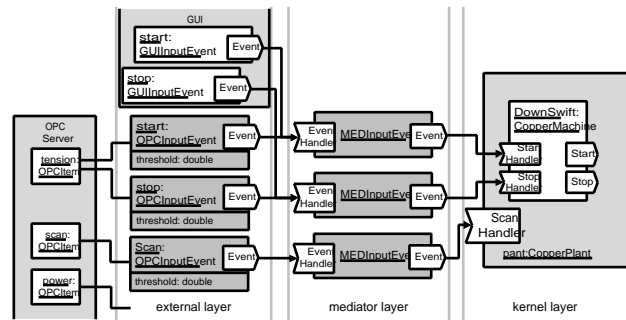 GUI
start:
GUIInputEvent
Event
stop:
GUIInputEvent
Event
OPC
Server
tension:
OPCItem
scan:
OPCItem
power:
OPCItem
start:
OPCInputEvent
Event
threshold: double
stop:
OPCInputEvent
Event
threshold: double
Scan:
OPCInputEvent
Event
threshold: double
external layer
Even
Handler
MEDInputEve
Event
Even
Handler
MEDInputEve
Event
Even
Handler
MEDInputEve
Event
mediator layer
DownSwift:
CopperMachine
Start
Handler
Start
Stop
Handler
Stop
Scan
Handler
pant:CopperPlant
kernel layer